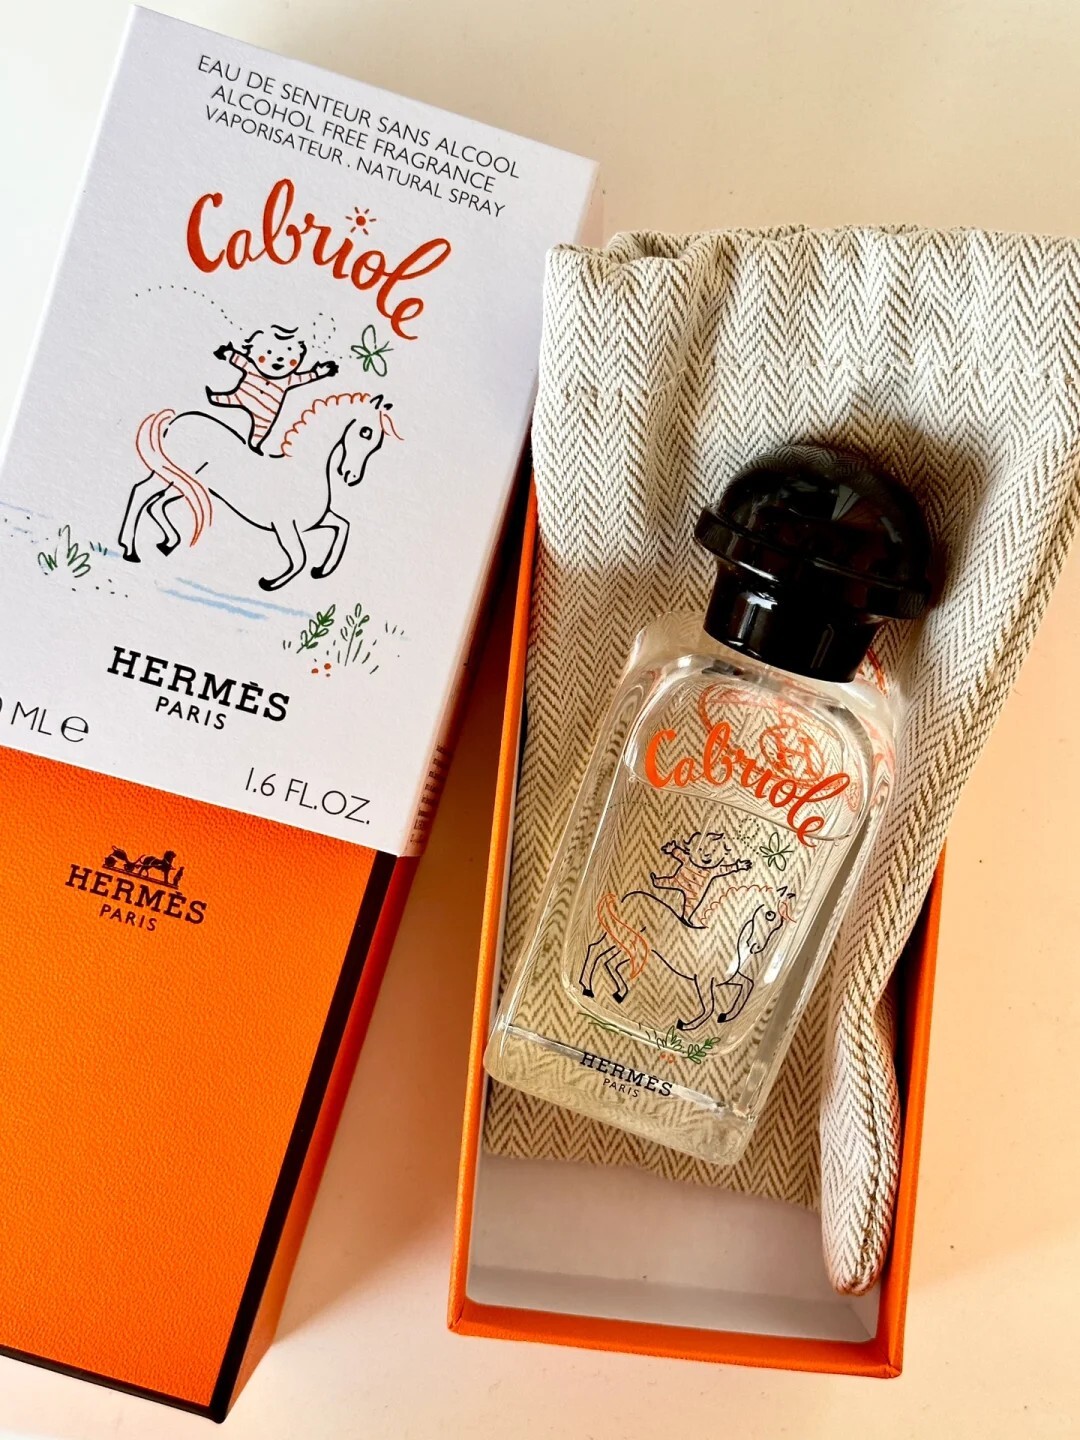 EAU DE SENTEUR SANS ALCOOL
ALCOHOL FREE FRAGRANCE
VAPORISATEUR . NATURAL SPRAY
Cabriole
HERMÈS
PARIS
0 ML ℮
1.6 FL.OZ.
HERMÈS
PARIS
Cabriole
HERMÈS
PARIS